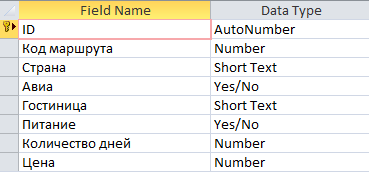 Field Name Data Type
ID AutoNumber
Код маршрута Number
Страна Short Text
Авиа Yes/No
Гостиница Short Text
Питание Yes/No
Количество дней Number
Цена Number